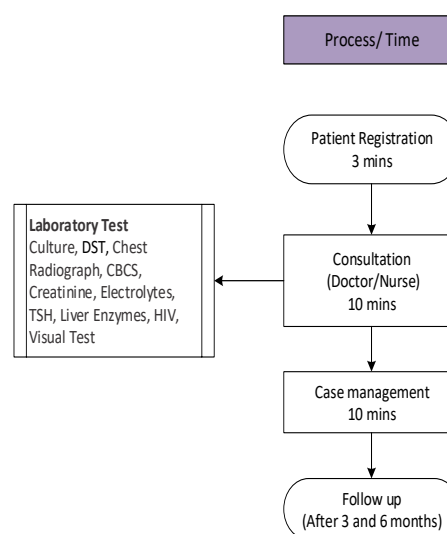 Process/ Time
Patient Registration
3 mins
Laboratory Test
Culture, DST, Chest
Radiograph, CBCS,
Creatinine, Electrolytes,
TSH, Liver Enzymes, HIV,
Visual Test
Consultation
(Doctor/Nurse)
10 mins
Case management
10 mins
Follow up
(After 3 and 6 months)